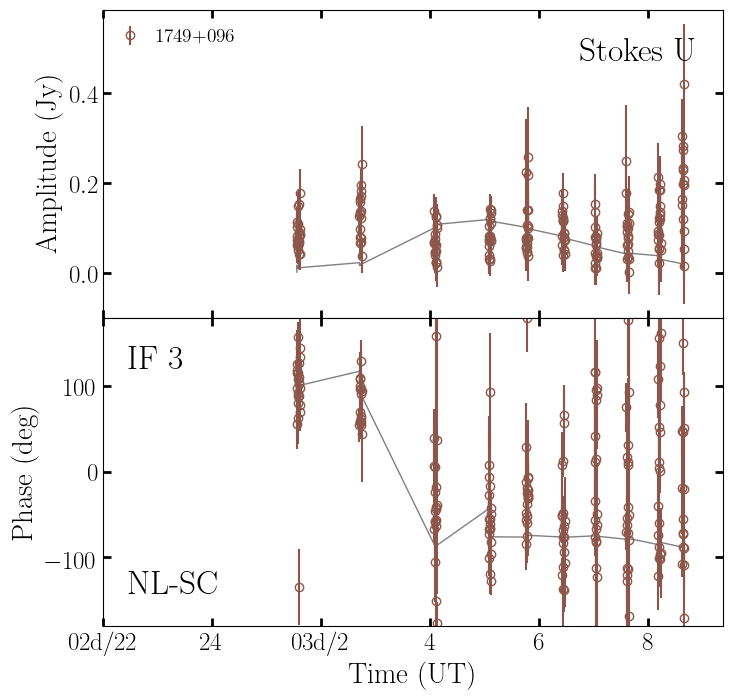 1749+096
Stokes U
Amplitude (Jy)
0.4
0.2
0.0
IF 3
Phase (deg)
100
0
−100
NL-SC
02d/22
24
03d/2
4
6
8
Time (UT)